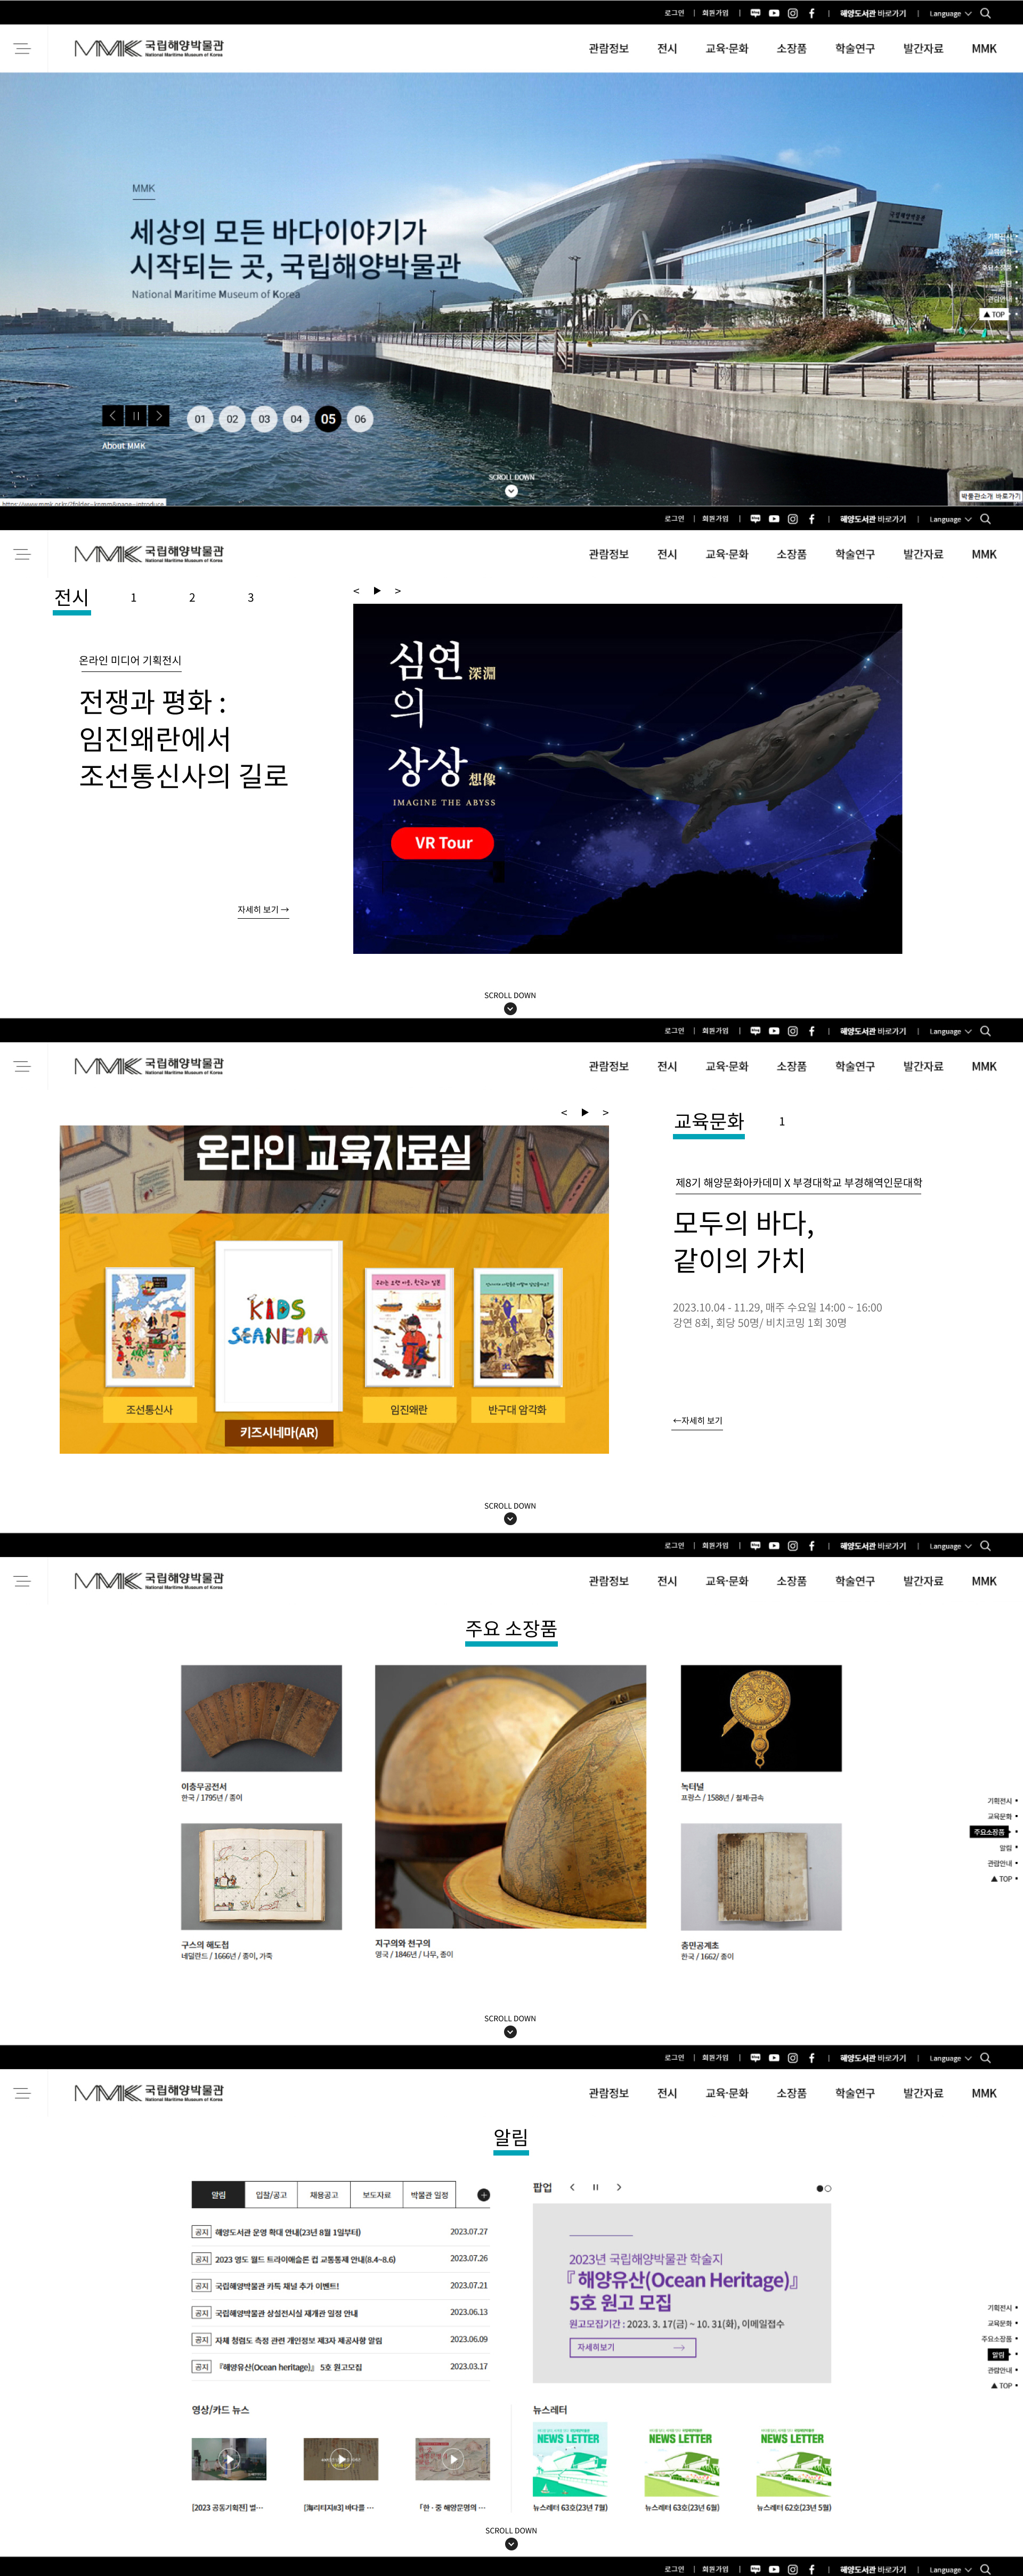 로그인 | 회원가입 | | 해양도서관 바로가기 | Language
MMK 국립해양박물관
National Maritime Museum of Korea
관람정보 전시 교육·문화 소장품 학술연구 발간자료 MMK
MMK
세상의 모든 바다이야기가
시작되는 곳, 국립해양박물관
National Maritime Museum of Korea
국립해양박물관
기획전시
교육문화
주요소장품
알림
관람안내
▲ TOP
01 02 03 04 05 06
About MMK
SCROLL DOWN
https://www.mmk.or.kr/?folder=kpmm&page=introduce
박물관소개 바로가기
로그인 | 회원가입 | | 해양도서관 바로가기 | Language
MMK 국립해양박물관
National Maritime Museum of Korea
관람정보 전시 교육·문화 소장품 학술연구 발간자료 MMK
전시 1 2 3
< ▶ >
온라인 미디어 기획전시
전쟁과 평화 :
임진왜란에서
조선통신사의 길로
자세히 보기 →
심연 深淵
의
상상 想像
IMAGINE THE ABYSS
VR Tour
SCROLL DOWN
로그인 | 회원가입 | | 해양도서관 바로가기 | Language
MMK 국립해양박물관
National Maritime Museum of Korea
관람정보 전시 교육·문화 소장품 학술연구 발간자료 MMK
< ▶ >
온라인 교육자료실
KIDS
SEANEMA
조선통신사
키즈시네마(AR)
임진왜란
반구대 암각화
교육문화 1
제8기 해양문화아카데미 X 부경대학교 부경해역인문대학
모두의 바다,
같이의 가치
2023.10.04 - 11.29, 매주 수요일 14:00 ~ 16:00
강연 8회, 회당 50명/ 비치코밍 1회 30명
←자세히 보기
SCROLL DOWN
로그인 | 회원가입 | | 해양도서관 바로가기 | Language
MMK 국립해양박물관
National Maritime Museum of Korea
관람정보 전시 교육·문화 소장품 학술연구 발간자료 MMK
주요 소장품
이충무공전서
한국 / 1795년 / 종이
구스의 해도첩
네덜란드 / 1666년 / 종이, 가죽
지구의와 천구의
영국 / 1846년 / 나무, 종이
녹터널
프랑스 / 1588년 / 철제·금속
충민공계초
한국 / 1662/ 종이
기획전시
교육문화
주요소장품
알림
관람안내
▲ TOP
SCROLL DOWN
로그인 | 회원가입 | | 해양도서관 바로가기 | Language
MMK 국립해양박물관
National Maritime Museum of Korea
관람정보 전시 교육·문화 소장품 학술연구 발간자료 MMK
알림
알림 입찰/공고 채용공고 보도자료 박물관 일정
공지 해양도서관 운영 확대 안내(23년 8월 1일부터) 2023.07.27
공지 2023 영도 월드 트라이애슬론 컵 교통통제 안내(8.4~8.6) 2023.07.26
공지 국립해양박물관 카톡 채널 추가 이벤트! 2023.07.21
공지 국립해양박물관 상설전시실 재개관 일정 안내 2023.06.13
공지 자체 청렴도 측정 관련 개인정보 제3자 제공사항 알림 2023.06.09
공지 『해양유산(Ocean heritage)』 5호 원고모집 2023.03.17
팝업
2023년 국립해양박물관 학술지
『해양유산(Ocean Heritage)』
5호 원고 모집
원고모집기간 : 2023. 3. 17(금) ~ 10. 31(화), 이메일접수
자세히보기
기획전시
교육문화
주요소장품
알림
관람안내
▲ TOP
영상/카드 뉴스
[2023 공동기획전] 벌…
[海리티지#3] 바다를 …
「한 · 중 해양문명의 …
뉴스레터
NEWS LETTER
NEWS LETTER
NEWS LETTER
뉴스레터 63호(23년 7월)
뉴스레터 63호(23년 6월)
뉴스레터 62호(23년 5월)
SCROLL DOWN
로그인 | 회원가입 | | 해양도서관 바로가기 | Language